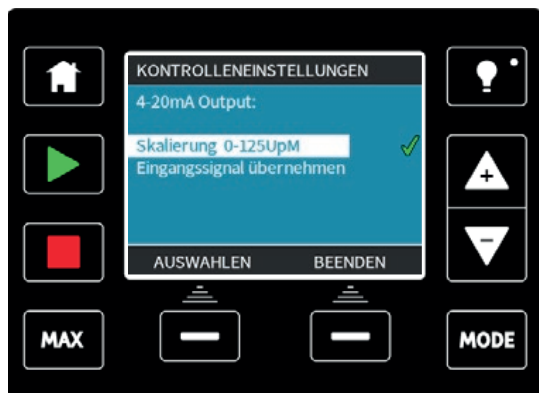 KONTROLLENEINSTELLUNGEN
4-20mA Output:
Skalierung 0-125UpM
Eingangssignal übernehmen
AUSWAHLEN BEENDEN
MAX
MODE